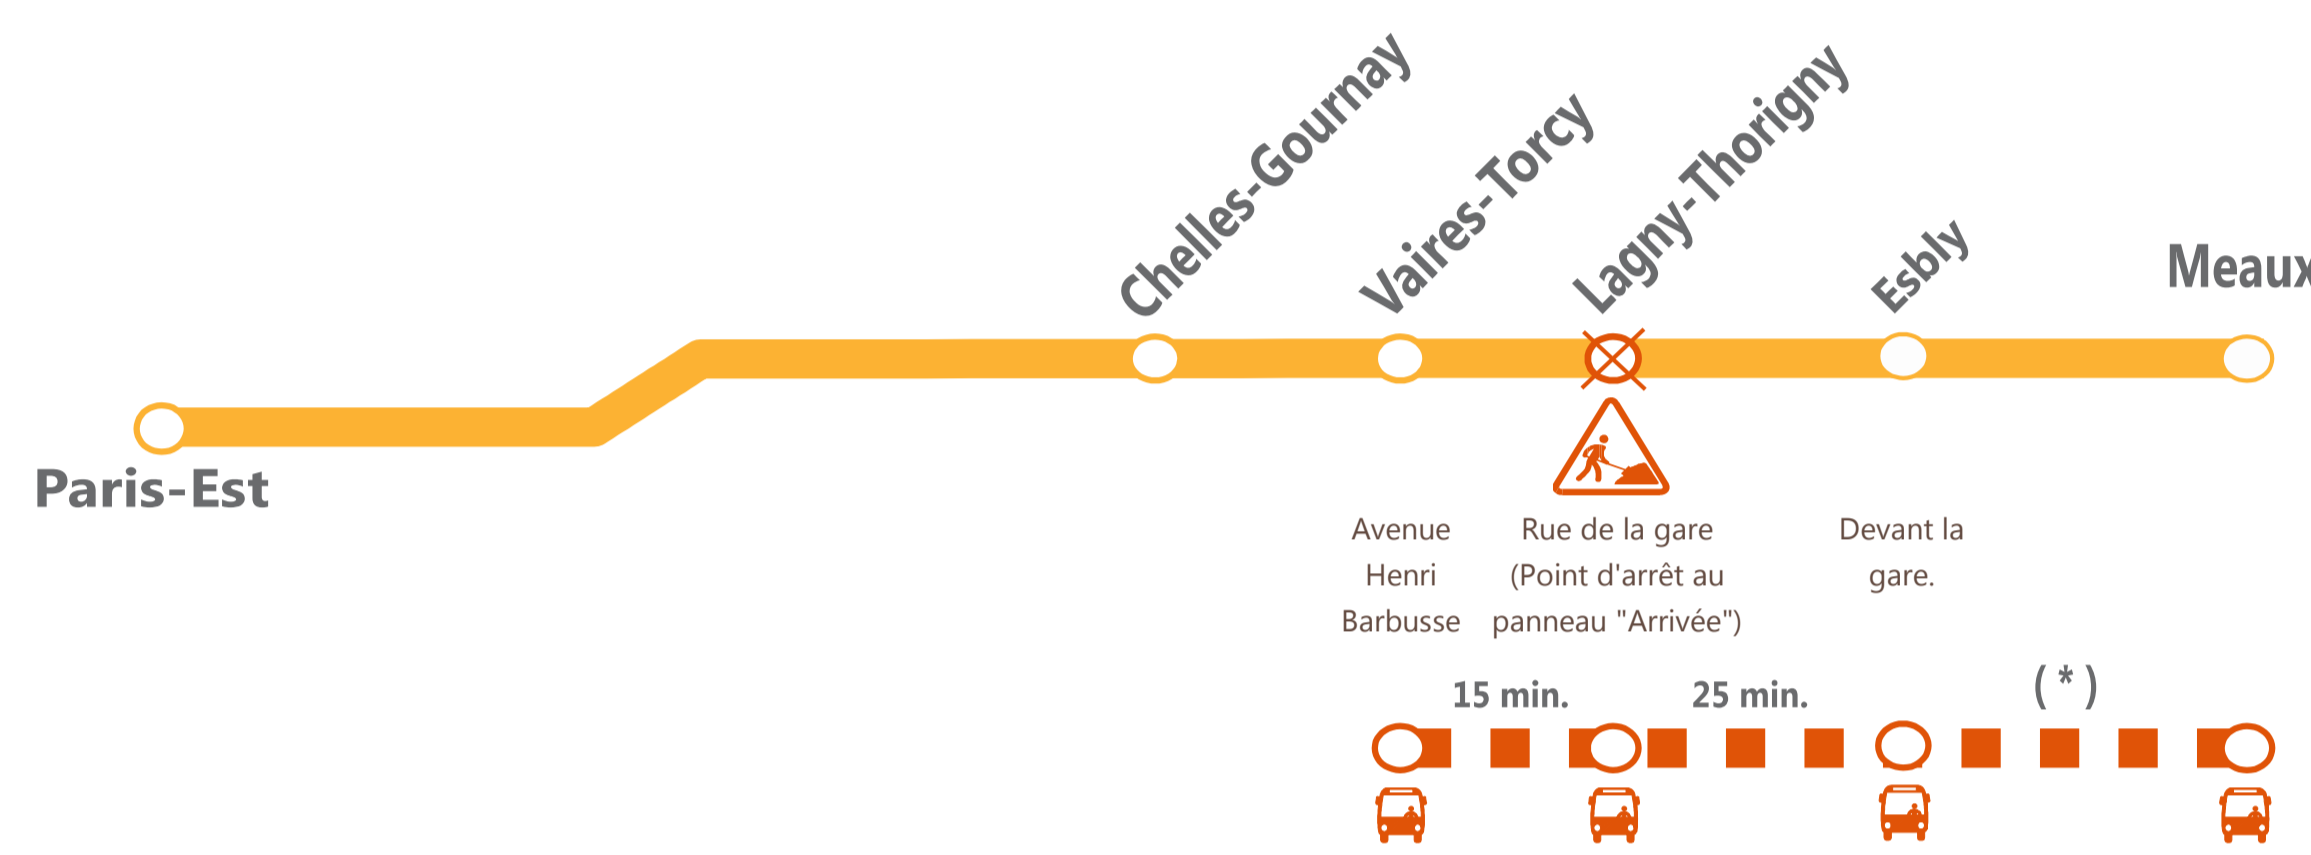 Chelles-Gournay
Vaires-Torcy
Lagny-Thorigny
Esbly
Meaux
Paris-Est
Avenue
Henri
Barbusse
Rue de la gare
(Point d'arrêt au
panneau "Arrivée")
Devant la
gare.
15 min.
25 min.
( * )